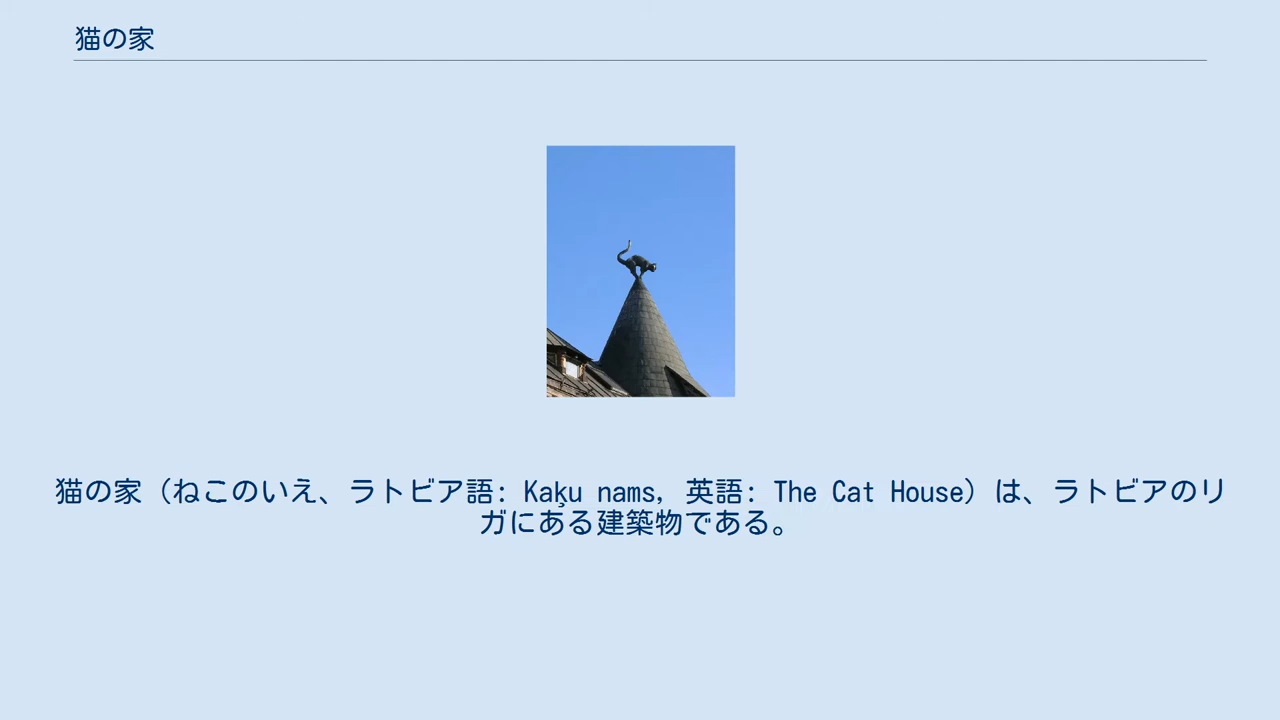 猫の家
猫の家（ねこのいえ、ラトビア語: Kaķu nams, 英語: The Cat House）は、ラトビアのリ
ガにある建築物である。